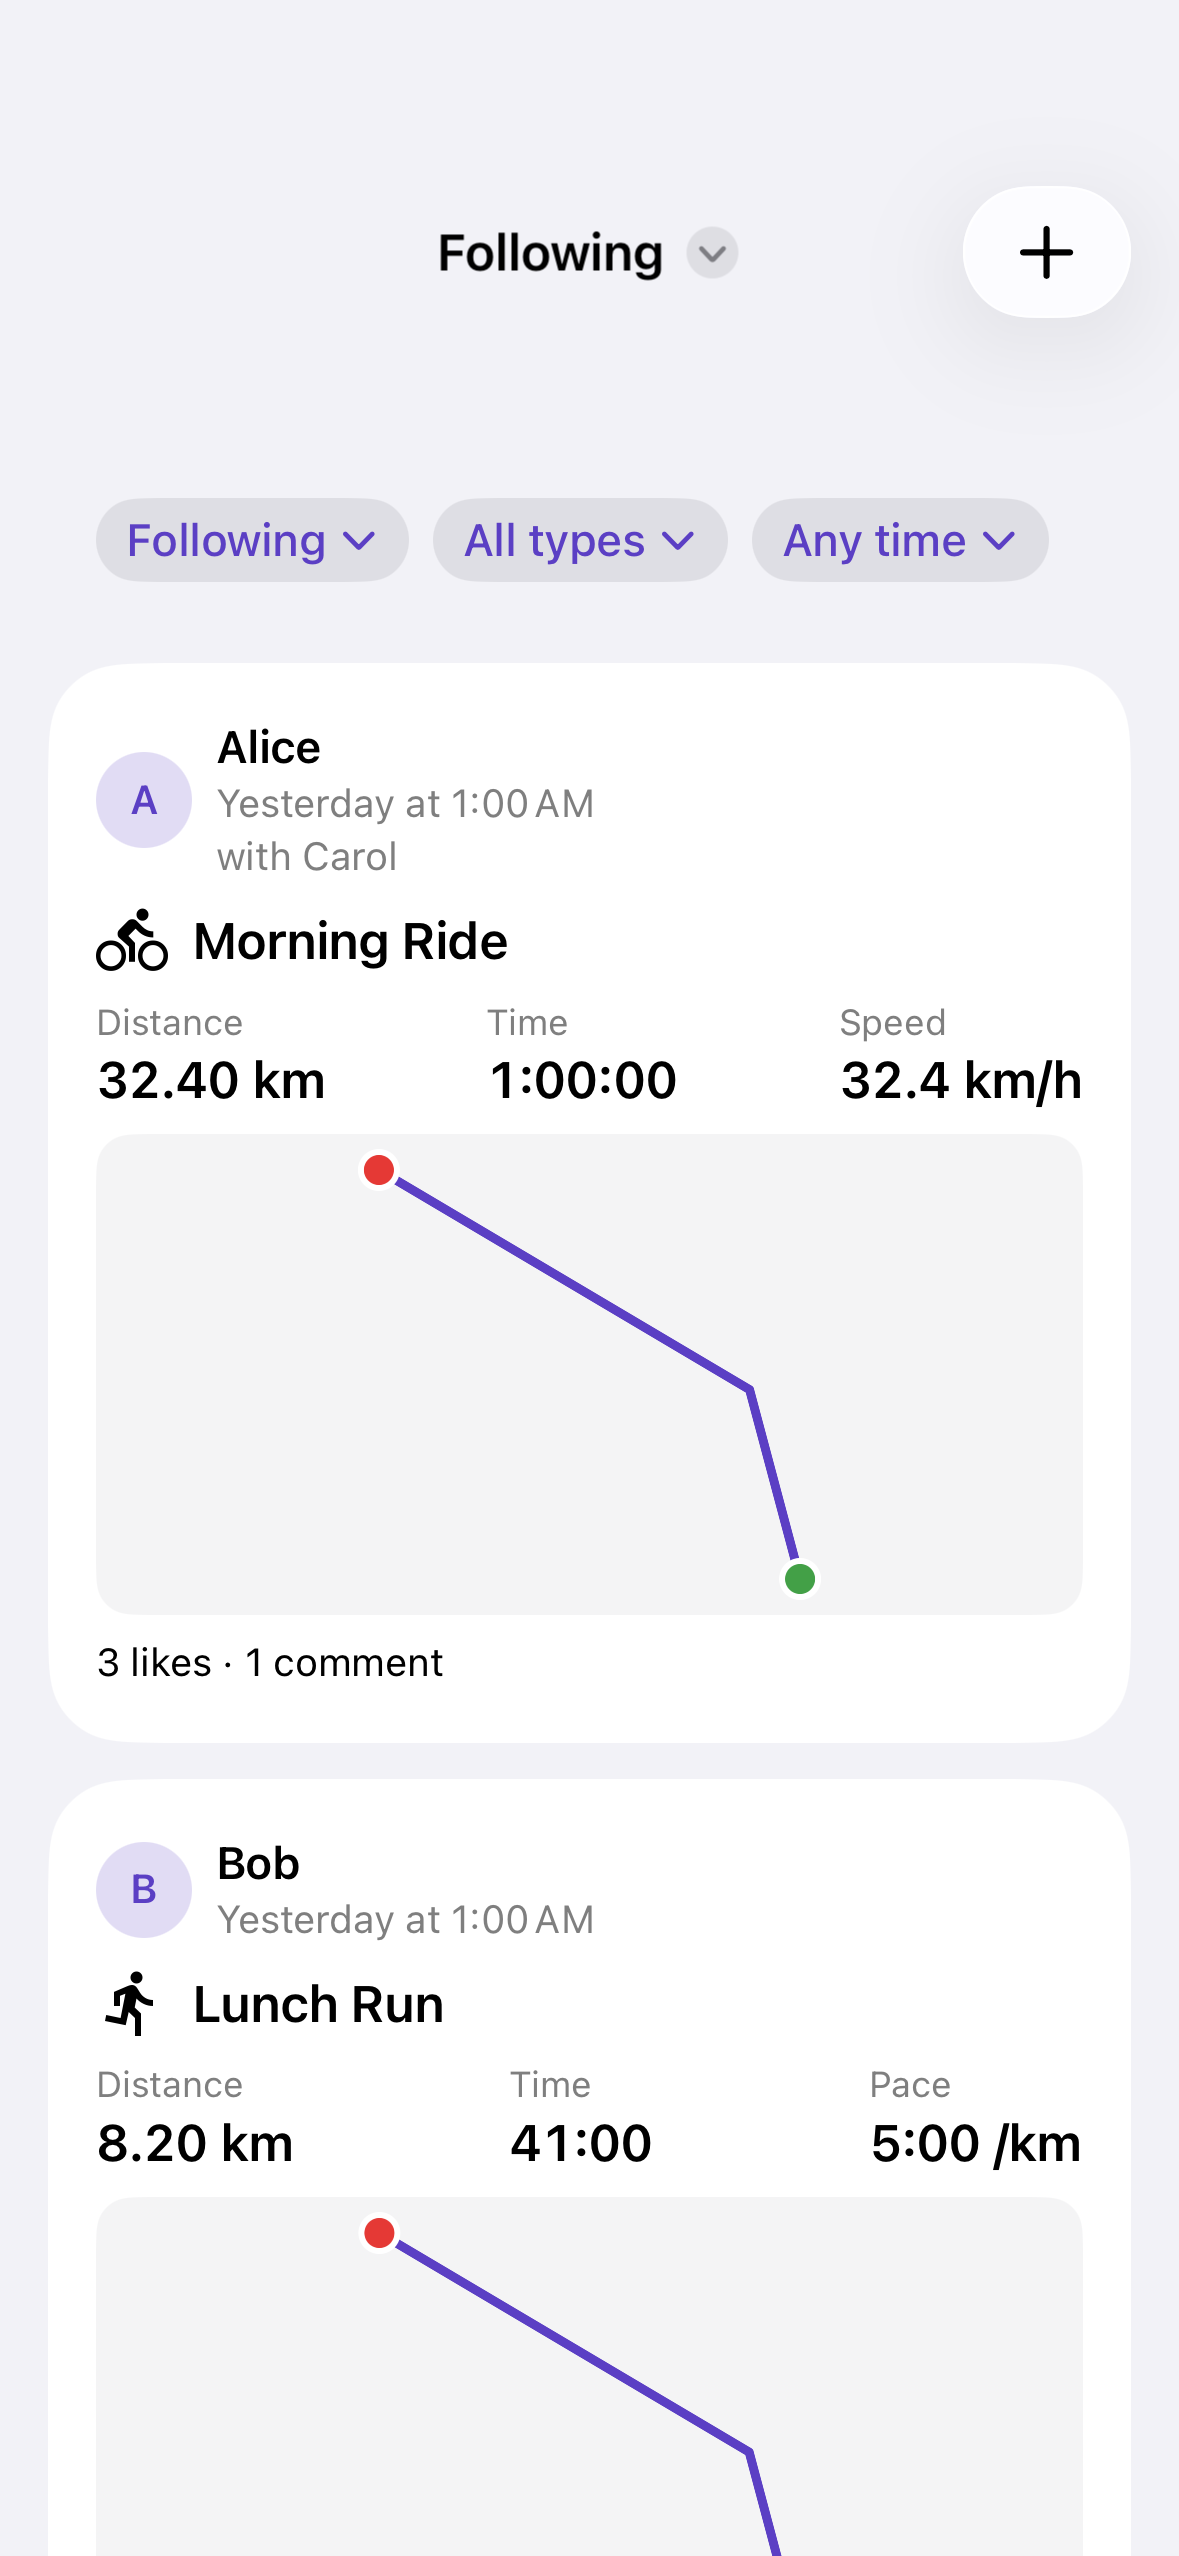 Following
Following
All types
Any time
A
Alice
Yesterday at 1:00 AM
with Carol
Morning Ride
Distance
Time
Speed
32.40 km
1:00:00
32.4 km/h
3 likes · 1 comment
B
Bob
Yesterday at 1:00 AM
Lunch Run
Distance
Time
Pace
8.20 km
41:00
5:00 /km